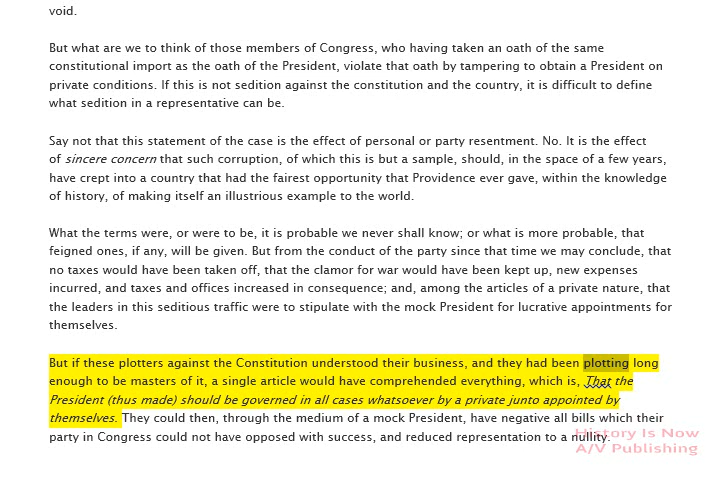 void.
But what are we to think of those members of Congress, who having taken an oath of the same
constitutional import as the oath of the President, violate that oath by tampering to obtain a President on
private conditions. If this is not sedition against the constitution and the country, it is difficult to define
what sedition in a representative can be.
Say not that this statement of the case is the effect of personal or party resentment. No. It is the effect
of sincere concern that such corruption, of which this is but a sample, should, in the space of a few years,
have crept into a country that had the fairest opportunity that Providence ever gave, within the knowledge
of history, of making itself an illustrious example to the world.
What the terms were, or were to be, it is probable we never shall know; or what is more probable, that
feigned ones, if any, will be given. But from the conduct of the party since that time we may conclude, that
no taxes would have been taken off, that the clamor for war would have been kept up, new expenses
incurred, and taxes and offices increased in consequence; and, among the articles of a private nature, that
the leaders in this seditious traffic were to stipulate with the mock President for lucrative appointments for
themselves.
But if these plotters against the Constitution understood their business, and they had been plotting long
enough to be masters of it, a single article would have comprehended everything, which is, That the
President (thus made) should be governed in all cases whatsoever by a private junto appointed by
themselves. They could then, through the medium of a mock President, have negative all bills which their
party in Congress could not have opposed with success, and reduced representation to a nullity.
History Is Now
A/V Publishing